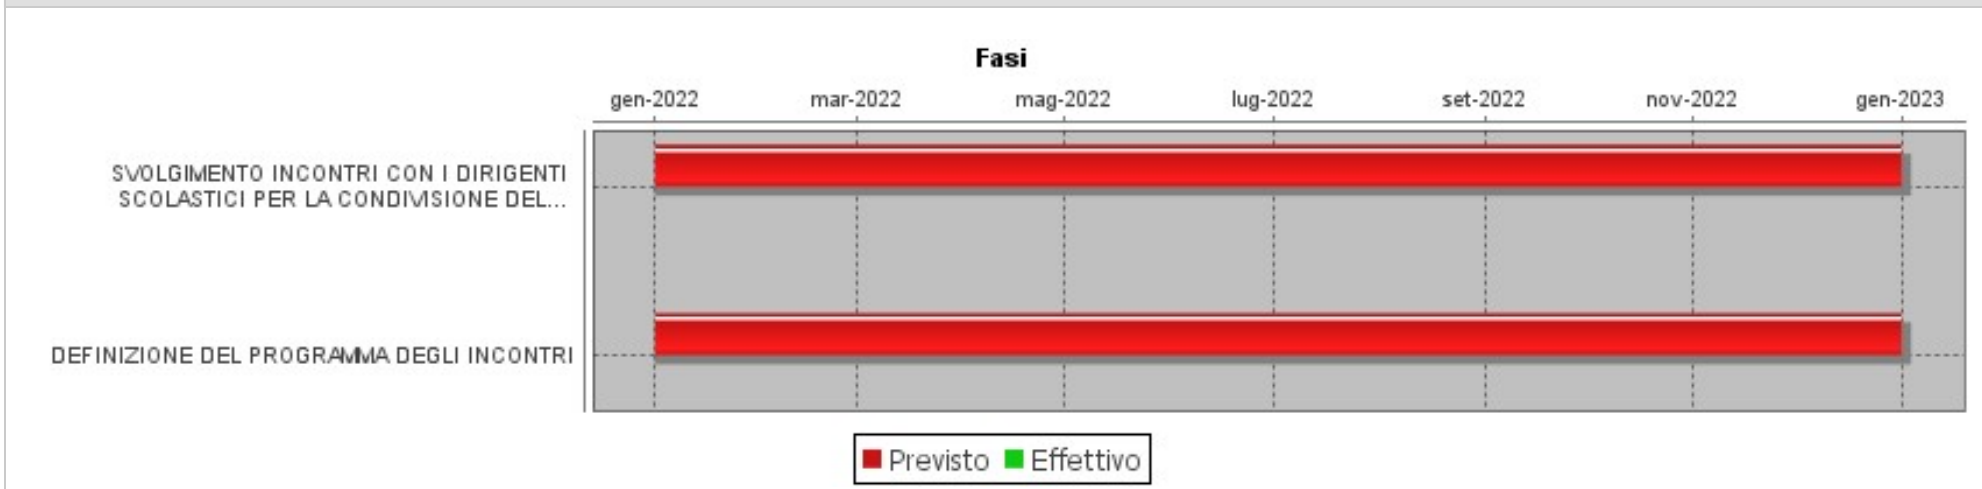 Fasi
gen-2022 mar-2022 mag-2022 lug-2022 set-2022 nov-2022 gen-2023
SVOLGIMENTO INCONTRI CON I DIRIGENTI
SCOLASTICI PER LA CONDIVISIONE DEL...
DEFINIZIONE DEL PROGRAMMA DEGLI INCONTRI
Previsto Effettivo